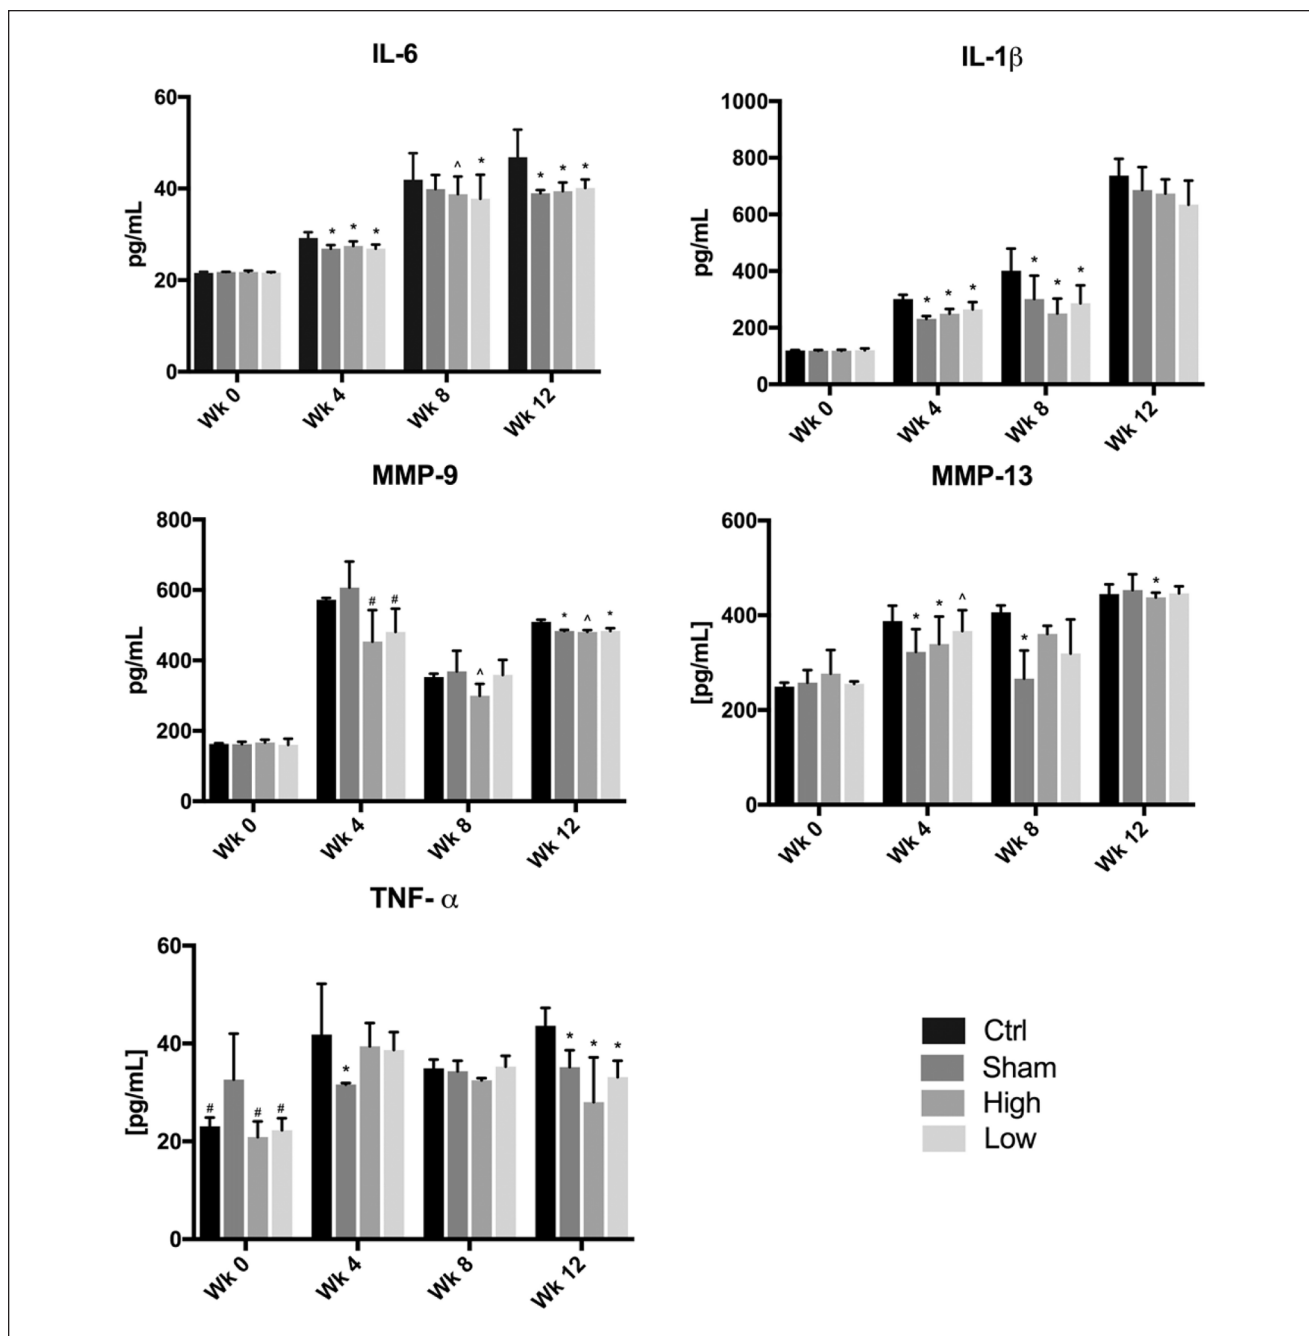 IL-6
60
40
20
0
pg/mL
^ *
* * *
* * *
Wk 0 Wk 4 Wk 8 Wk 12
IL-1β
1000
800
600
400
200
0
pg/mL
* * *
* * *
Wk 0 Wk 4 Wk 8 Wk 12
MMP-9
800
600
400
200
0
pg/mL
# #
^
* ^ *
Wk 0 Wk 4 Wk 8 Wk 12
MMP-13
600
400
200
0
[pg/mL]
* * ^
*
*
Wk 0 Wk 4 Wk 8 Wk 12
TNF- α
60
40
20
0
[pg/mL]
# # #
*
* * *
Wk 0 Wk 4 Wk 8 Wk 12
Ctrl
Sham
High
Low